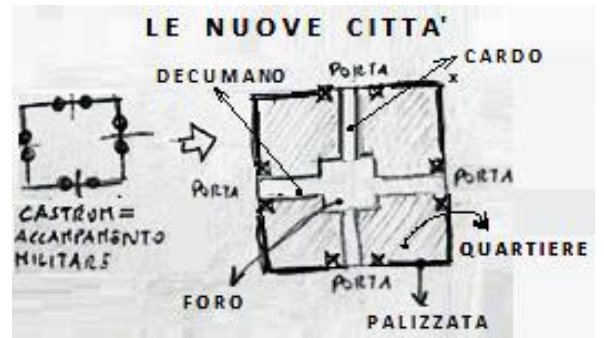 LE NUOVE CITTA'
CARDO
DECUMANO
PORTA
x
PORTA
PORTA
CASTRUM =
ACCAMPAMENTO
MILITARE
QUARTIERE
FORO
PORTA
PALIZZATA